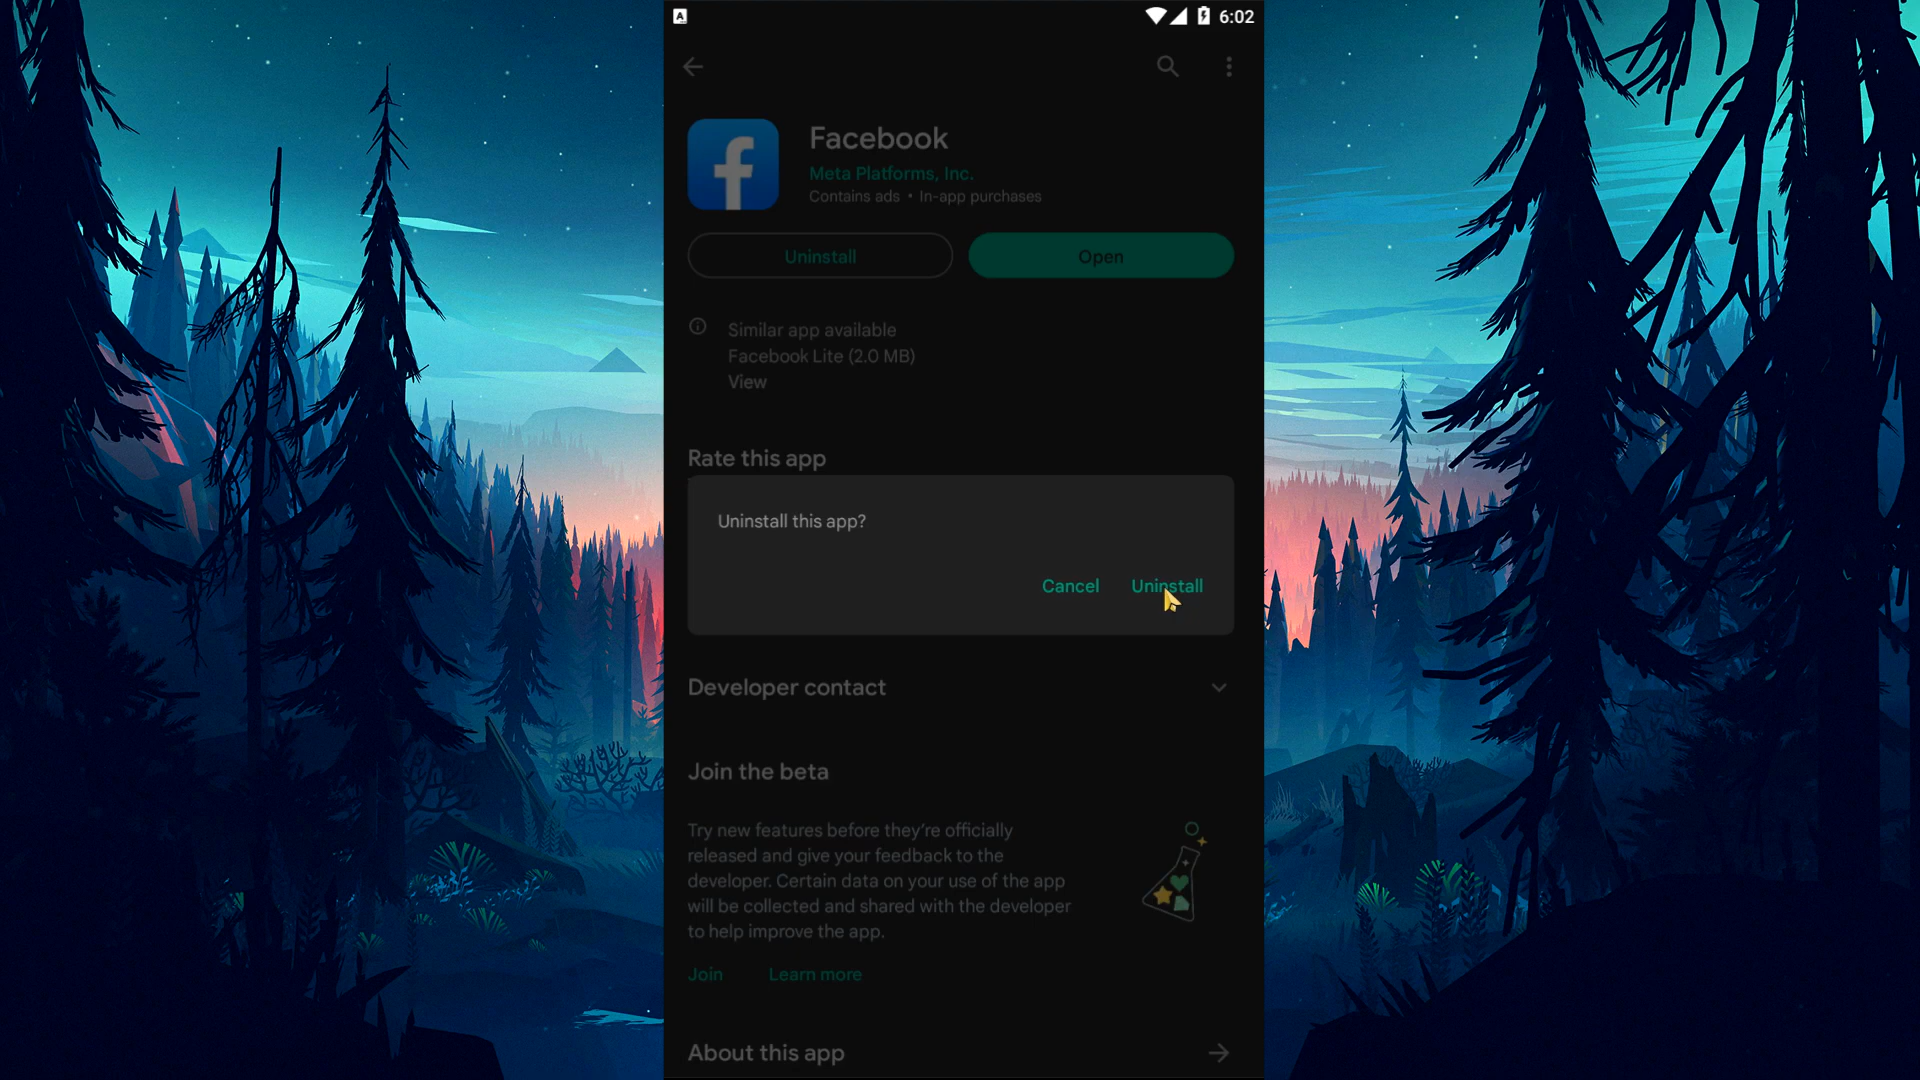 A
6:02
Facebook
Meta Platforms, Inc.
Contains ads • In-app purchases
Uninstall
Open
Similar app available
Facebook Lite (2.0 MB)
View
Rate this app
Uninstall this app?
Cancel
Uninstall
Developer contact
Join the beta
Try new features before they're officially
released and give your feedback to the
developer. Certain data on your use of the app
will be collected and shared with the developer
to help improve the app.
Join
Learn more
About this app